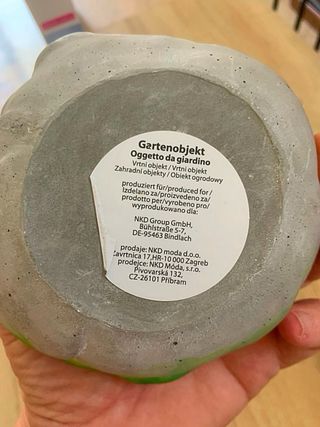 Gartenobjekt
Oggetto da giardino
Vrtni objekt / Vrtni objekt
Zahradní objekty / Obiekt ogrodowy
produziert für/produced for /
Izdelano za/proizvedeno za/
prodotto per/vyrobeno pro/
wyprodukowano dla:
NKD Group GmbH,
Bühlstraße 5-7,
DE-95463 Bindlach
prodaje: NKD moda d.o.o.
Zavrtnica 17,HR-10 000 Zagreb
prodejce: NKD Móda, s.r.o.
Pivovarská 132,
CZ-26101 Příbram